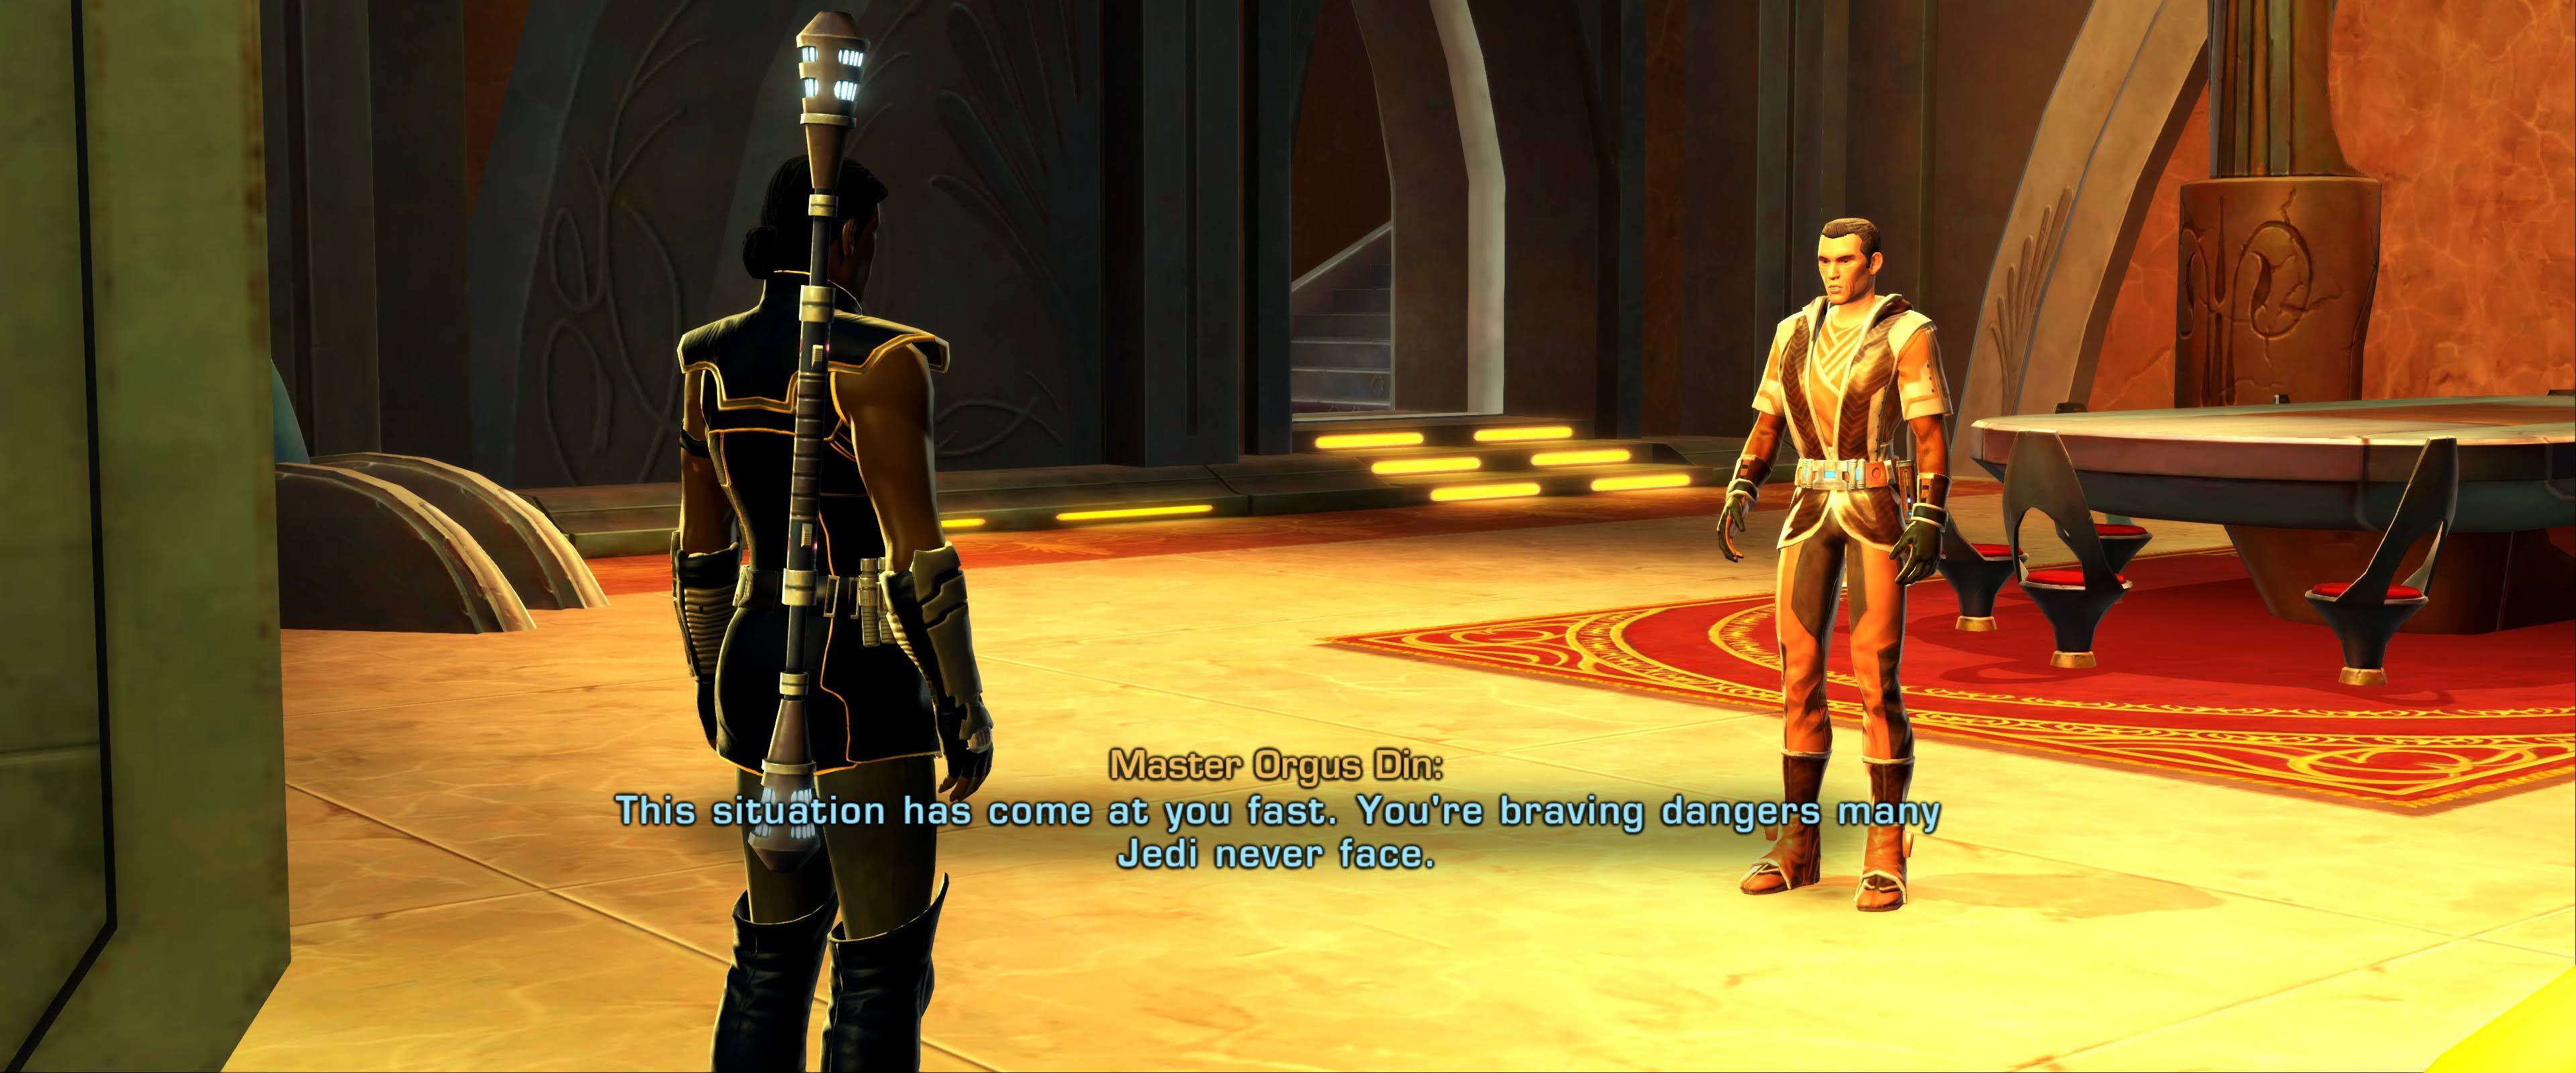 Master Orgus Din:
This situation has come at you fast. You're braving dangers many
Jedi never face.